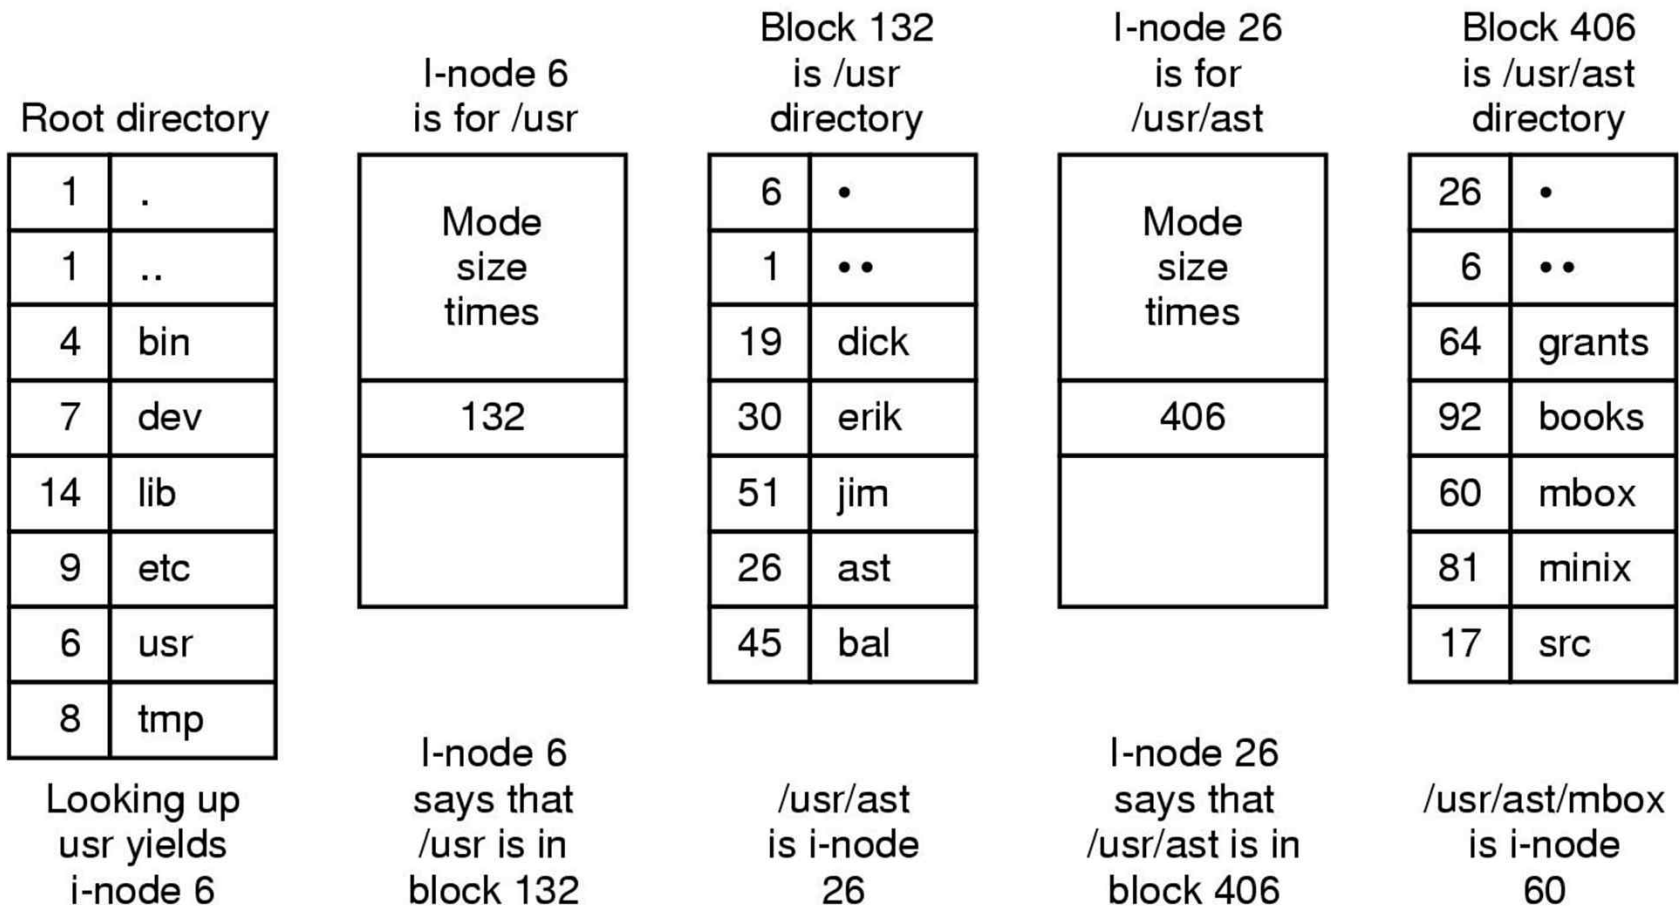 Root directory
1 .
1 ..
4 bin
7 dev
14 lib
9 etc
6 usr
8 tmp
Looking up
usr yields
i-node 6
I-node 6
is for /usr
Mode
size
times
132
I-node 6
says that
/usr is in
block 132
Block 132
is /usr
directory
6 •
1 ••
19 dick
30 erik
51 jim
26 ast
45 bal
/usr/ast
is i-node
26
I-node 26
is for
/usr/ast
Mode
size
times
406
I-node 26
says that
/usr/ast is in
block 406
Block 406
is /usr/ast
directory
26 •
6 ••
64 grants
92 books
60 mbox
81 minix
17 src
/usr/ast/mbox
is i-node
60